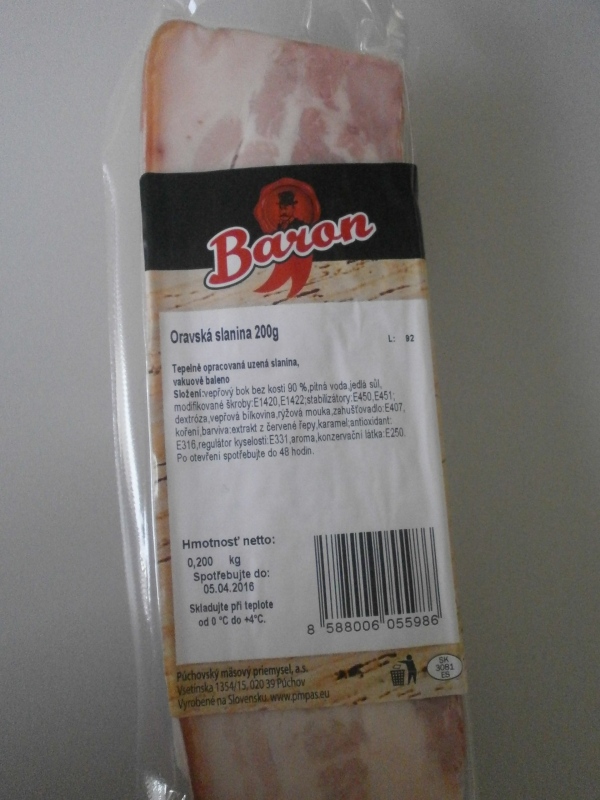 Baron
Oravská slanina 200g
L: 92
Tepelně opracovaná uzená slanina,
vakuově baleno
Složení:vepřový bok bez kosti 90 %,pitná voda,jedlá sůl,
modifikované škroby:E1420,E1422;stabilizátory:E450,E451;
dextróza,vepřová bílkovina,rýžová mouka,zahušťovadlo:E407,
koření,barviva:extrakt z červené řepy,karamel;antioxidant:
E316,regulátor kyselosti:E331,aroma,konzervační látka:E250.
Po otevření spotřebujte do 48 hodin.
Hmotnosť netto:
0,200 kg
Spotřebujte do:
05.04.2016
Skladujte při teplote
od 0 °C do +4°C.
8 588006 055986
Púchovský mäsový priemysel, a.s.
Vsetínska 1354/15, 020 39 Púchov
Vyrobené na Slovensku. www.pmpas.eu
SK
3081
ES